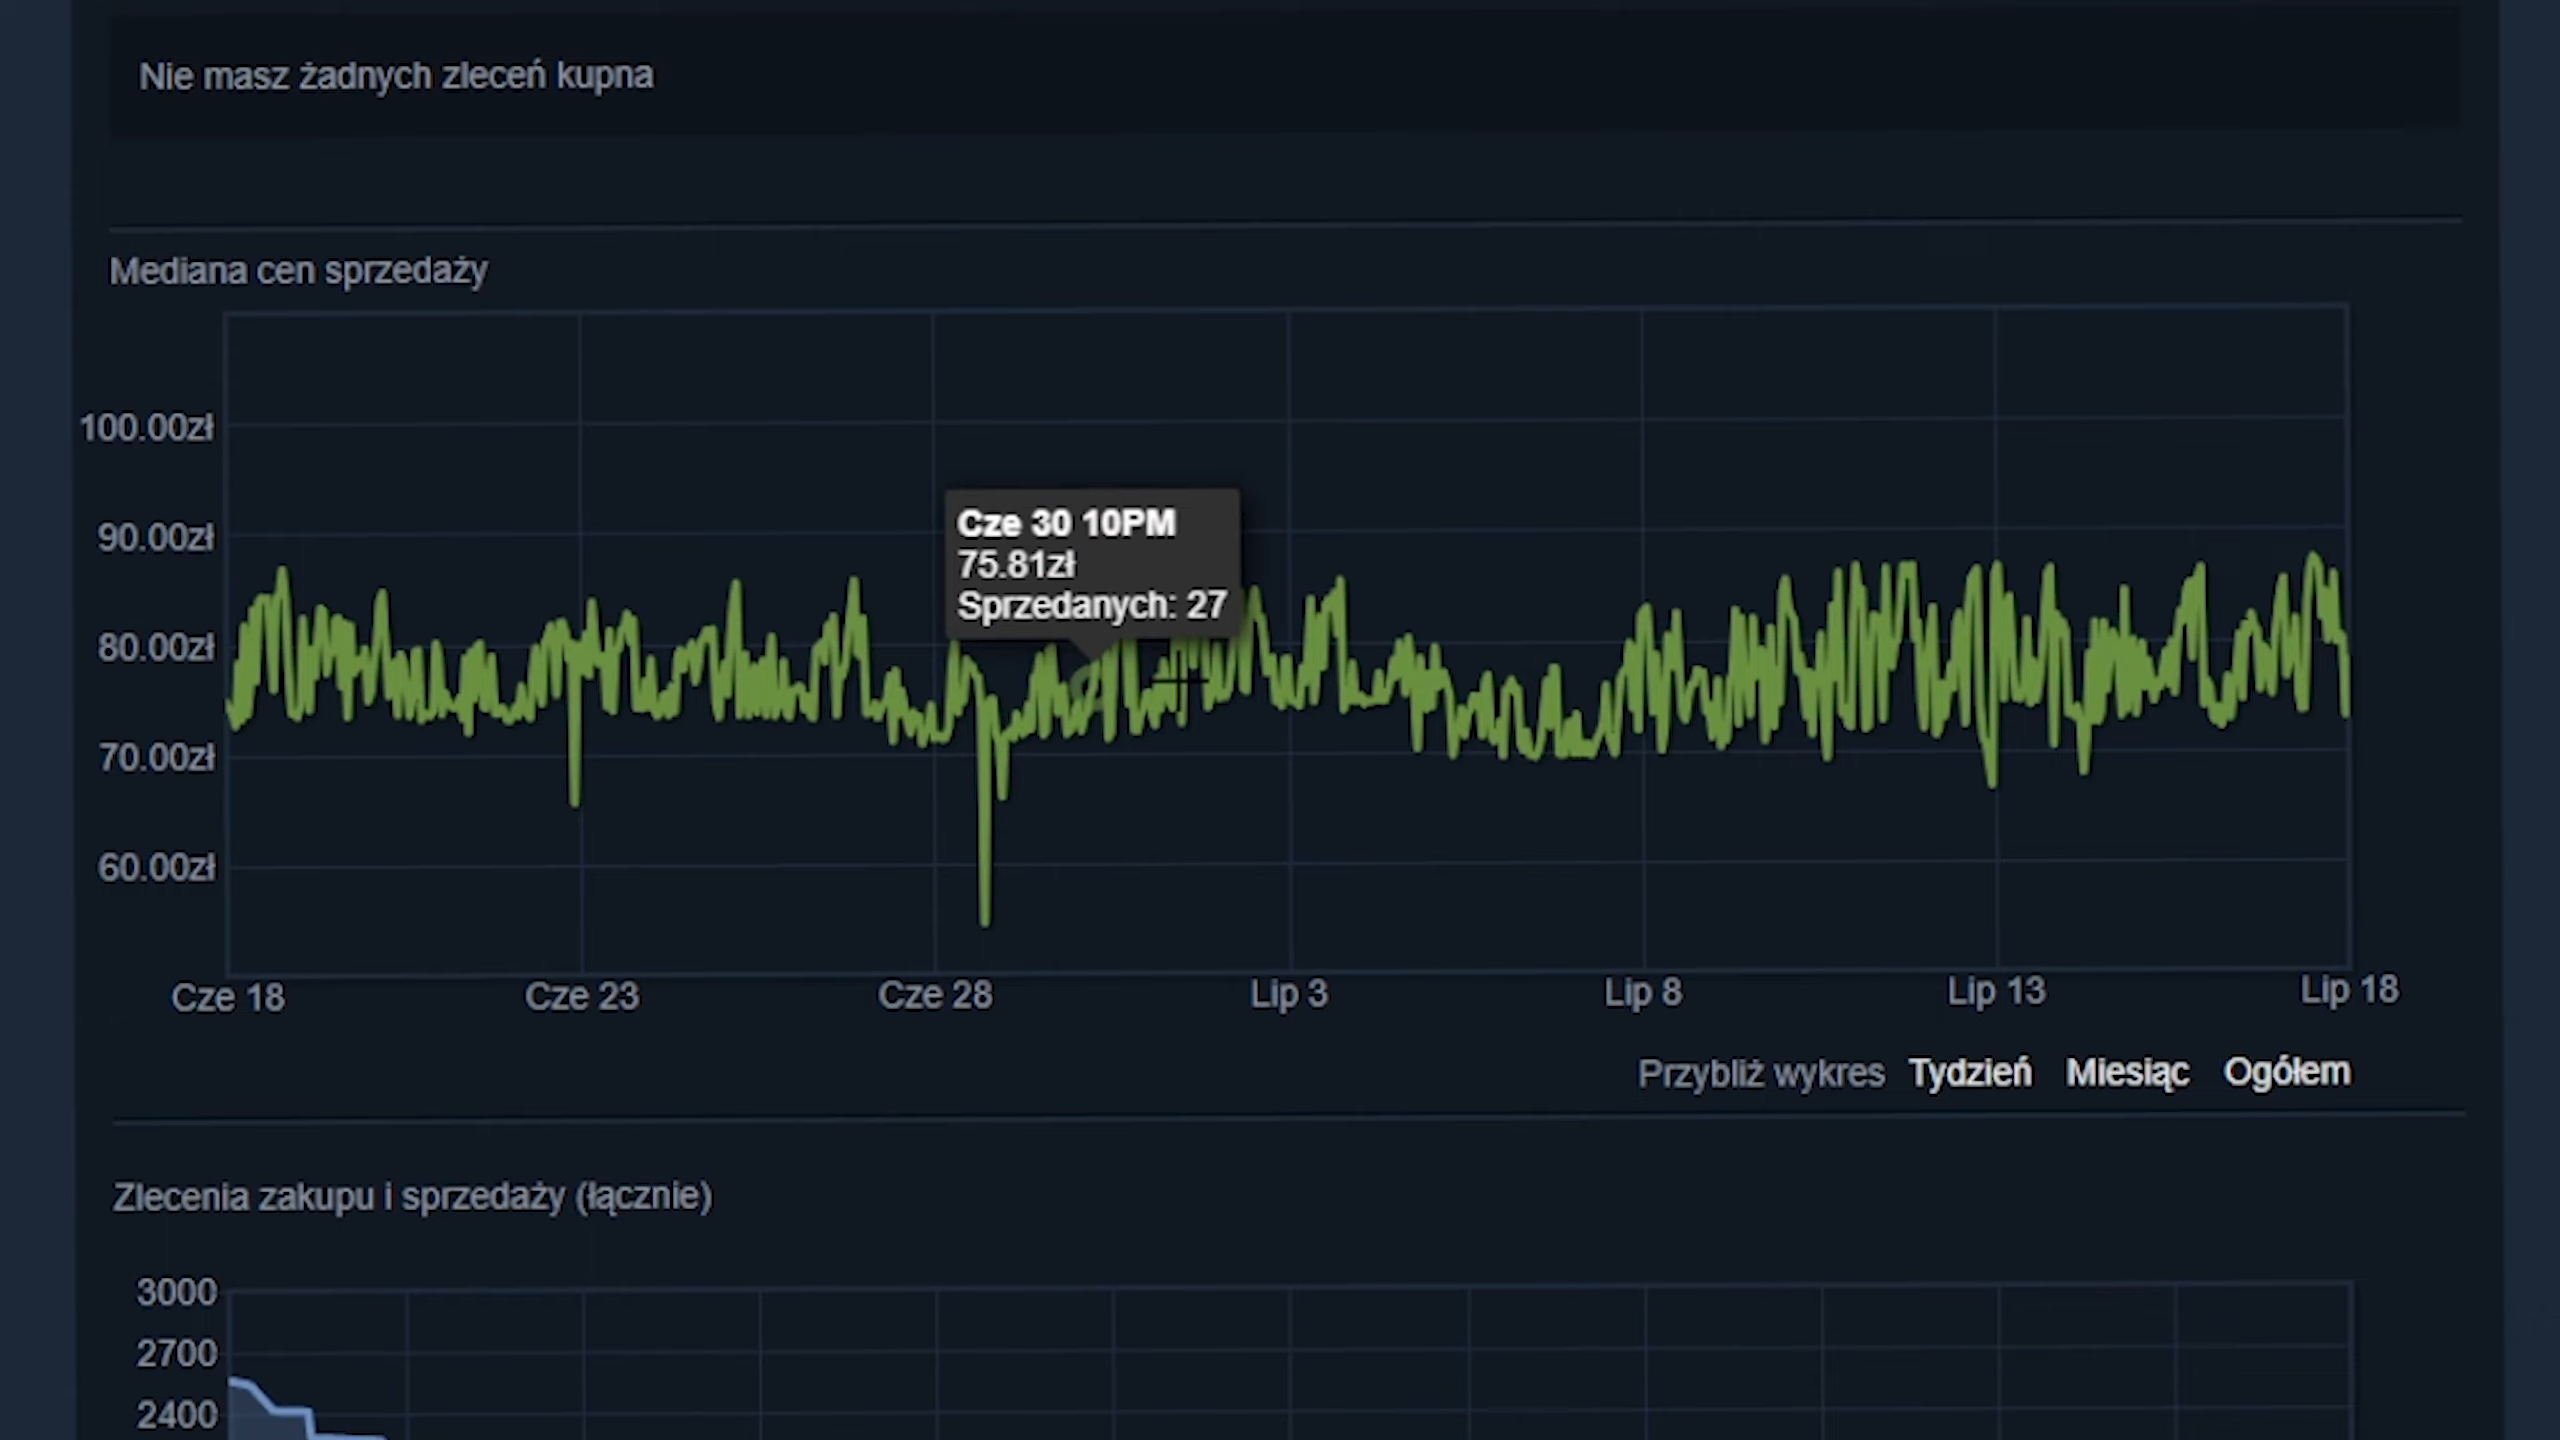 Nie masz żadnych zleceń kupna
Mediana cen sprzedaży
100.00zł
90.00zł
80.00zł
70.00zł
60.00zł
Cze 30 10PM
75.81zł
Sprzedanych: 27
Cze 18 Cze 23 Cze 28 Lip 3 Lip 8 Lip 13 Lip 18
Przybliż wykres Tydzień Miesiąc Ogółem
Zlecenia zakupu i sprzedaży (łącznie)
3000
2700
2400